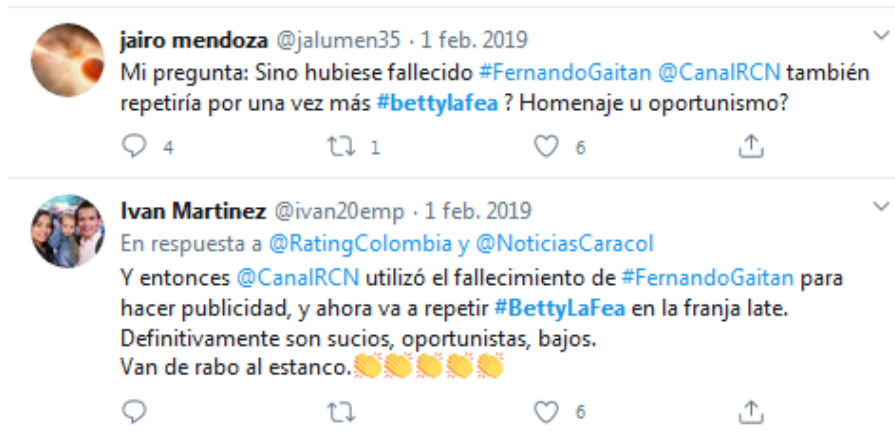 jairo mendoza @jalumen35 · 1 feb. 2019
Mi pregunta: Sino hubiese fallecido #FernandoGaitan @CanalRCN también
repetiría por una vez más #bettylafea ? Homenaje u oportunismo?
4 1 6
Ivan Martinez @ivan20emp · 1 feb. 2019
En respuesta a @RatingColombia y @NoticiasCaracol
Y entonces @CanalRCN utilizó el fallecimiento de #FernandoGaitan para
hacer publicidad, y ahora va a repetir #BettyLaFea en la franja late.
Definitivamente son sucios, oportunistas, bajos.
Van de rabo al estanco.👏👏👏👏👏
6